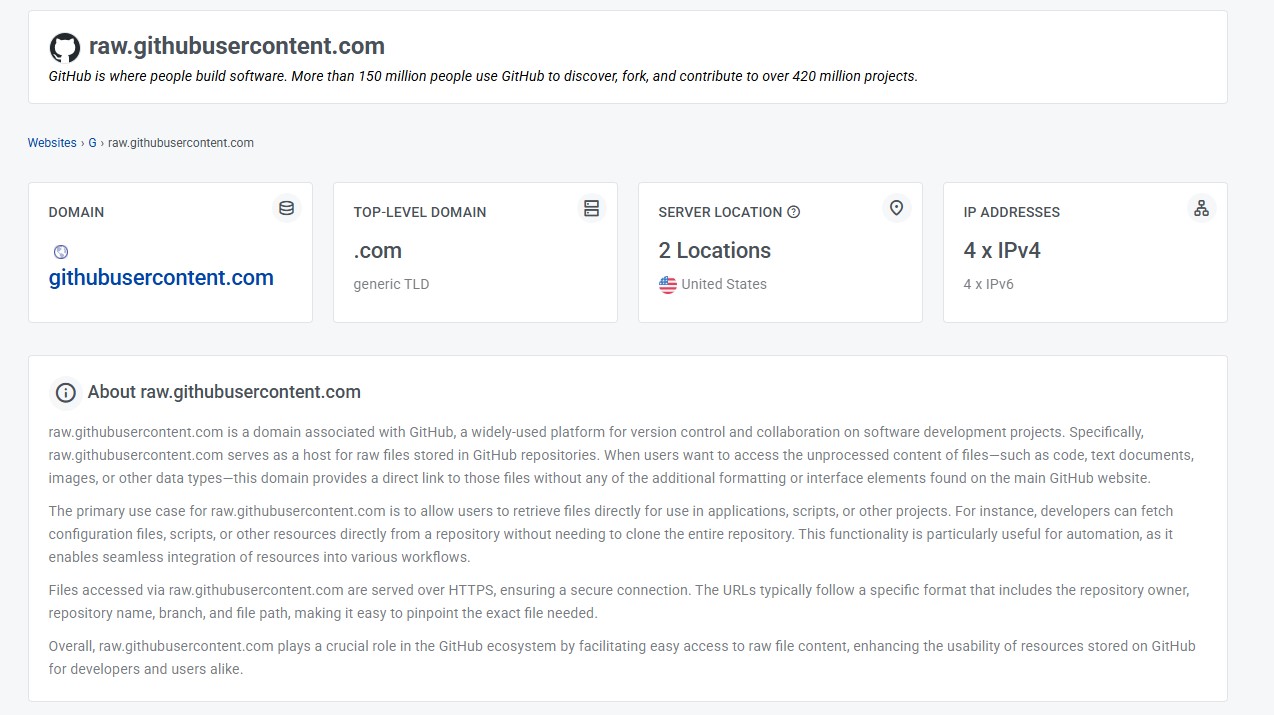 raw.githubusercontent.com
GitHub is where people build software. More than 150 million people use GitHub to discover, fork, and contribute to over 420 million projects.
Websites › G › raw.githubusercontent.com
DOMAIN
githubusercontent.com
TOP-LEVEL DOMAIN
.com
generic TLD
SERVER LOCATION
2 Locations
United States
IP ADDRESSES
4 x IPv4
4 x IPv6
About raw.githubusercontent.com
raw.githubusercontent.com is a domain associated with GitHub, a widely-used platform for version control and collaboration on software development projects. Specifically,
raw.githubusercontent.com serves as a host for raw files stored in GitHub repositories. When users want to access the unprocessed content of files—such as code, text documents,
images, or other data types—this domain provides a direct link to those files without any of the additional formatting or interface elements found on the main GitHub website.
The primary use case for raw.githubusercontent.com is to allow users to retrieve files directly for use in applications, scripts, or other projects. For instance, developers can fetch
configuration files, scripts, or other resources directly from a repository without needing to clone the entire repository. This functionality is particularly useful for automation, as it
enables seamless integration of resources into various workflows.
Files accessed via raw.githubusercontent.com are served over HTTPS, ensuring a secure connection. The URLs typically follow a specific format that includes the repository owner,
repository name, branch, and file path, making it easy to pinpoint the exact file needed.
Overall, raw.githubusercontent.com plays a crucial role in the GitHub ecosystem by facilitating easy access to raw file content, enhancing the usability of resources stored on GitHub
for developers and users alike.